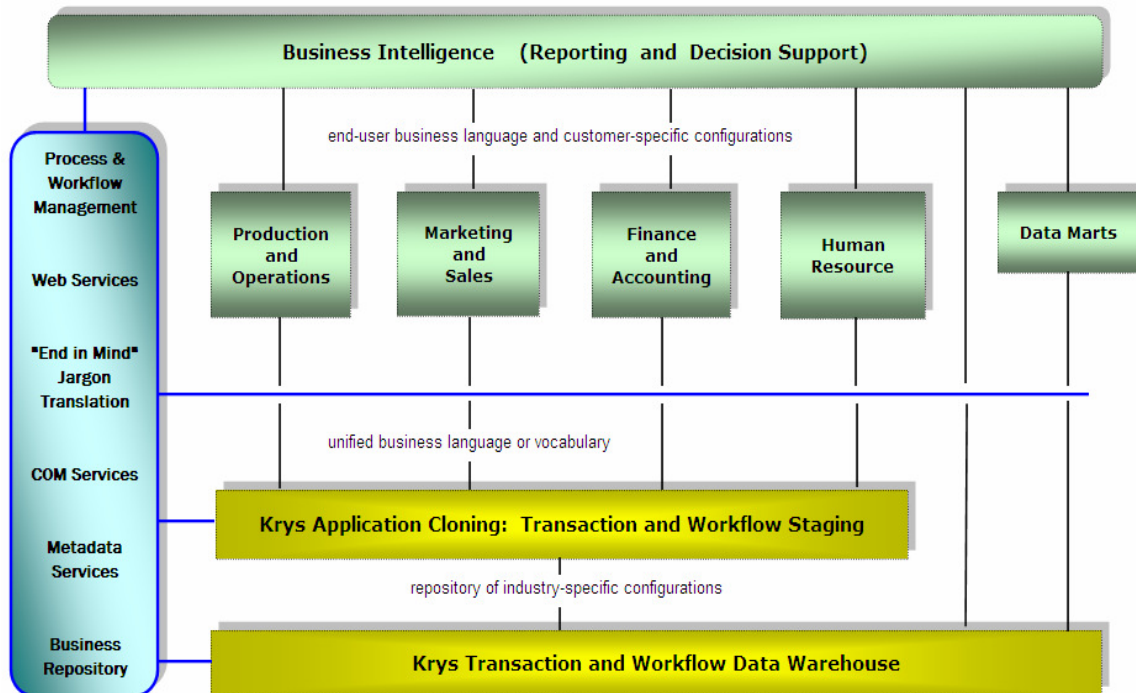 Business Intelligence (Reporting and Decision Support)
end-user business language and customer-specific configurations
Process &
Workflow
Management
Web Services
"End in Mind"
Jargon
Translation
COM Services
Metadada
Services
Business
Repository
Production
and
Operations
Marketing
and
Sales
Finance
and
Accounting
Human
Resource
Data Marts
unified business language or vocabulary
Krys Application Cloning: Transaction and Workflow Staging
repository of industry-specific configurations
Krys Transaction and Workflow Data Warehouse